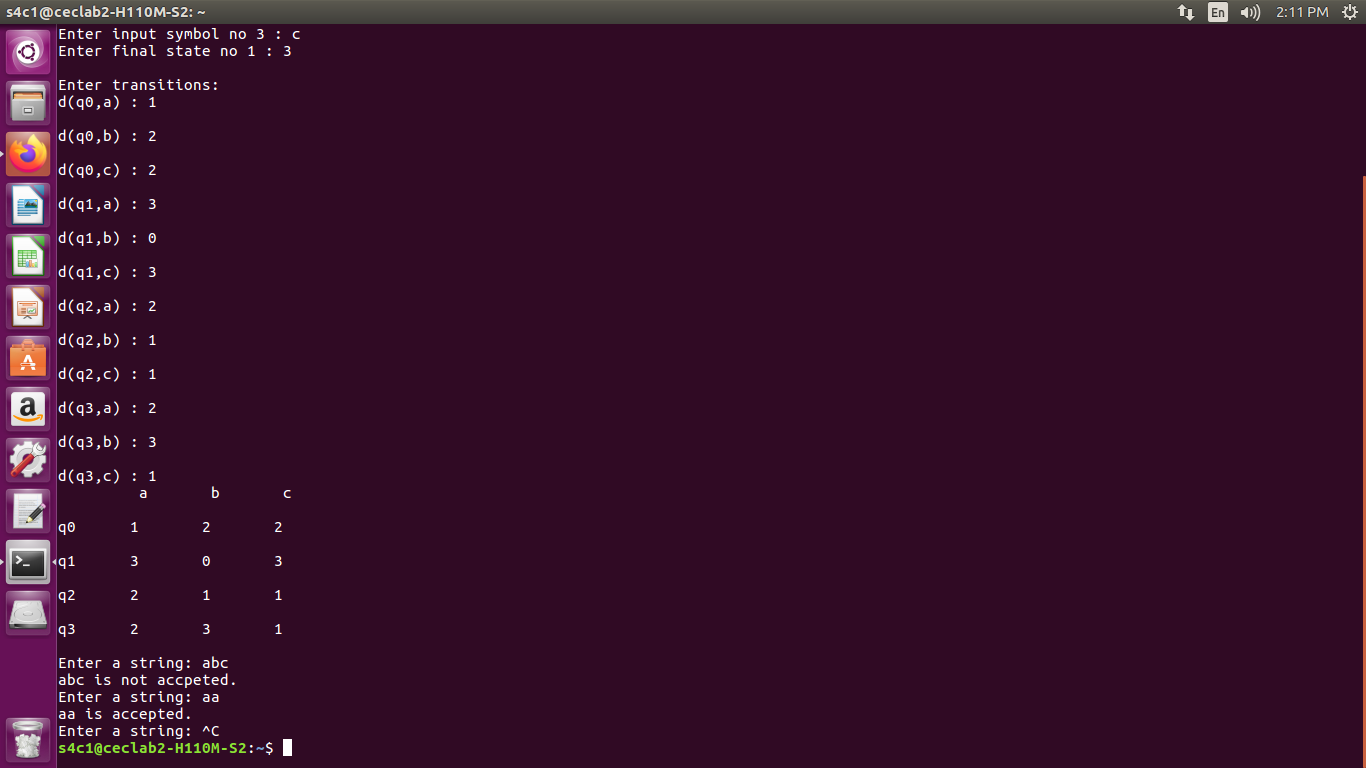 s4c1@ceclab2-H110M-S2: ~
En
2:11 PM
Enter input symbol no 3 : c
Enter final state no 1 : 3
Enter transitions:
d(q0,a) : 1
d(q0,b) : 2
d(q0,c) : 2
d(q1,a) : 3
d(q1,b) : 0
d(q1,c) : 3
d(q2,a) : 2
d(q2,b) : 1
d(q2,c) : 1
d(q3,a) : 2
d(q3,b) : 3
d(q3,c) : 1
a b c
q0 1 2 2
q1 3 0 3
q2 2 1 1
q3 2 3 1
Enter a string: abc
abc is not accpeted.
Enter a string: aa
aa is accepted.
Enter a string: ^C
s4c1@ceclab2-H110M-S2:~$